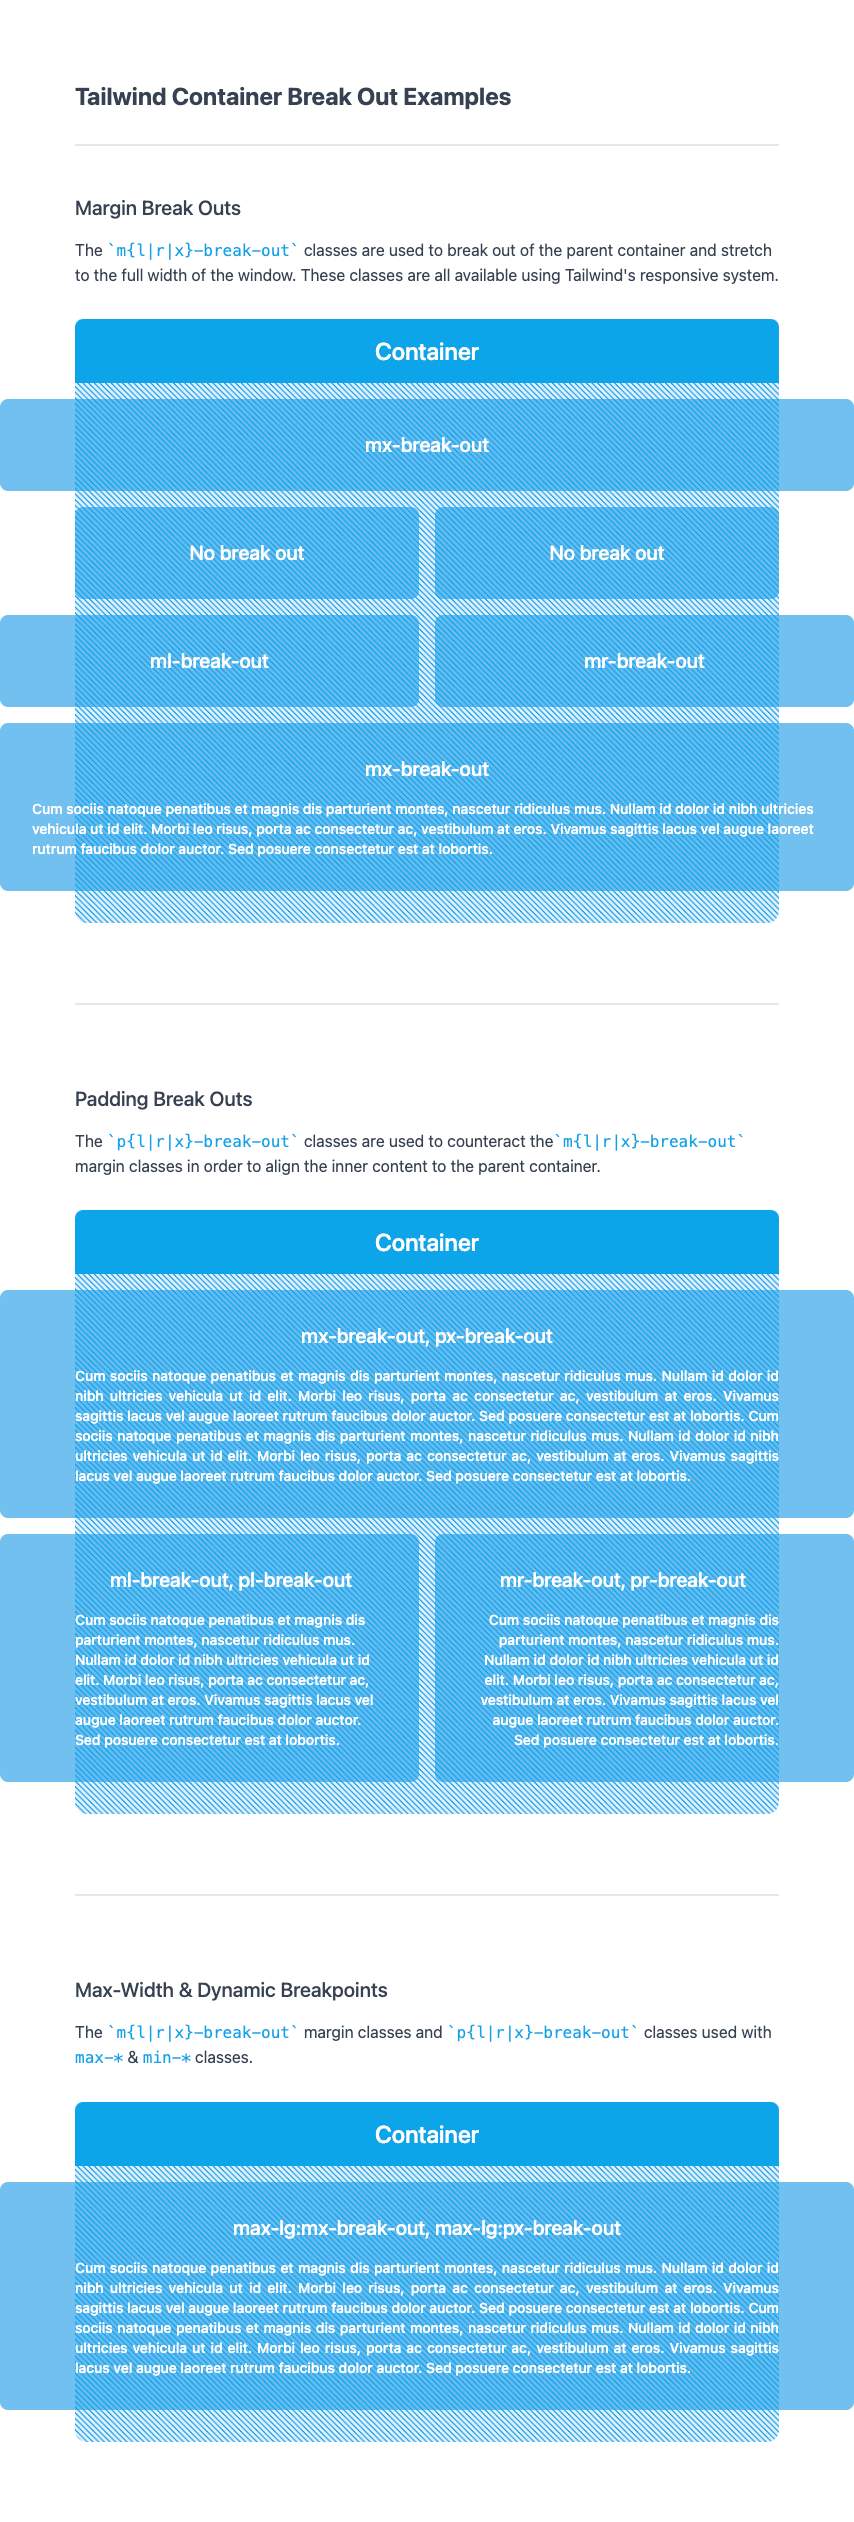 Tailwind Container Break Out Examples
Margin Break Outs
The `m{l|r|x}-break-out` classes are used to break out of the parent container and stretch
to the full width of the window. These classes are all available using Tailwind's responsive system.
Container
mx-break-out
No break out
No break out
ml-break-out
mr-break-out
mx-break-out
Cum sociis natoque penatibus et magnis dis parturient montes, nascetur ridiculus mus. Nullam id dolor id nibh ultricies
vehicula ut id elit. Morbi leo risus, porta ac consectetur ac, vestibulum at eros. Vivamus sagittis lacus vel augue laoreet
rutrum faucibus dolor auctor. Sed posuere consectetur est at lobortis.
Padding Break Outs
The `p{l|r|x}-break-out` classes are used to counteract the`m{l|r|x}-break-out`
margin classes in order to align the inner content to the parent container.
Container
mx-break-out, px-break-out
Cum sociis natoque penatibus et magnis dis parturient montes, nascetur ridiculus mus. Nullam id dolor id
nibh ultricies vehicula ut id elit. Morbi leo risus, porta ac consectetur ac, vestibulum at eros. Vivamus
sagittis lacus vel augue laoreet rutrum faucibus dolor auctor. Sed posuere consectetur est at lobortis. Cum
sociis natoque penatibus et magnis dis parturient montes, nascetur ridiculus mus. Nullam id dolor id nibh
ultricies vehicula ut id elit. Morbi leo risus, porta ac consectetur ac, vestibulum at eros. Vivamus sagittis
lacus vel augue laoreet rutrum faucibus dolor auctor. Sed posuere consectetur est at lobortis.
ml-break-out, pl-break-out
Cum sociis natoque penatibus et magnis dis
parturient montes, nascetur ridiculus mus.
Nullam id dolor id nibh ultricies vehicula ut id
elit. Morbi leo risus, porta ac consectetur ac,
vestibulum at eros. Vivamus sagittis lacus vel
augue laoreet rutrum faucibus dolor auctor.
Sed posuere consectetur est at lobortis.
mr-break-out, pr-break-out
Cum sociis natoque penatibus et magnis dis
parturient montes, nascetur ridiculus mus.
Nullam id dolor id nibh ultricies vehicula ut id
elit. Morbi leo risus, porta ac consectetur ac,
vestibulum at eros. Vivamus sagittis lacus vel
augue laoreet rutrum faucibus dolor auctor.
Sed posuere consectetur est at lobortis.
Max-Width & Dynamic Breakpoints
The `m{l|r|x}-break-out` margin classes and `p{l|r|x}-break-out` classes used with
max-* & min-* classes.
Container
max-lg:mx-break-out, max-lg:px-break-out
Cum sociis natoque penatibus et magnis dis parturient montes, nascetur ridiculus mus. Nullam id dolor id
nibh ultricies vehicula ut id elit. Morbi leo risus, porta ac consectetur ac, vestibulum at eros. Vivamus
sagittis lacus vel augue laoreet rutrum faucibus dolor auctor. Sed posuere consectetur est at lobortis. Cum
sociis natoque penatibus et magnis dis parturient montes, nascetur ridiculus mus. Nullam id dolor id nibh
ultricies vehicula ut id elit. Morbi leo risus, porta ac consectetur ac, vestibulum at eros. Vivamus sagittis
lacus vel augue laoreet rutrum faucibus dolor auctor. Sed posuere consectetur est at lobortis.